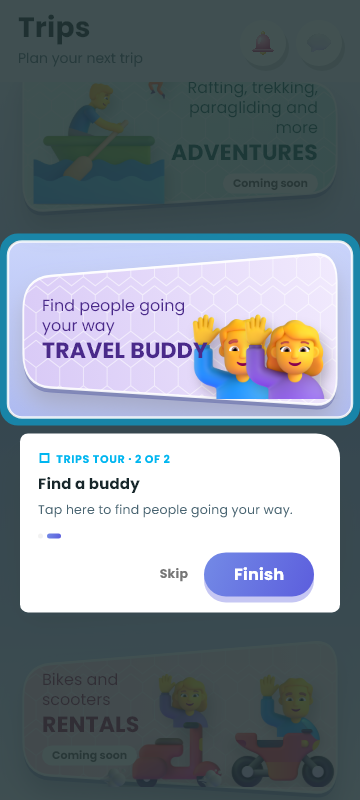 Trips
Plan your next trip
Rafting, trekking,
paragliding and
more
ADVENTURES
Coming soon
Find people going
your way
TRAVEL BUDDY
TRIPS TOUR · 2 OF 2
Find a buddy
Tap here to find people going your way.
Skip
Finish
Bikes and
scooters
RENTALS
Coming soon